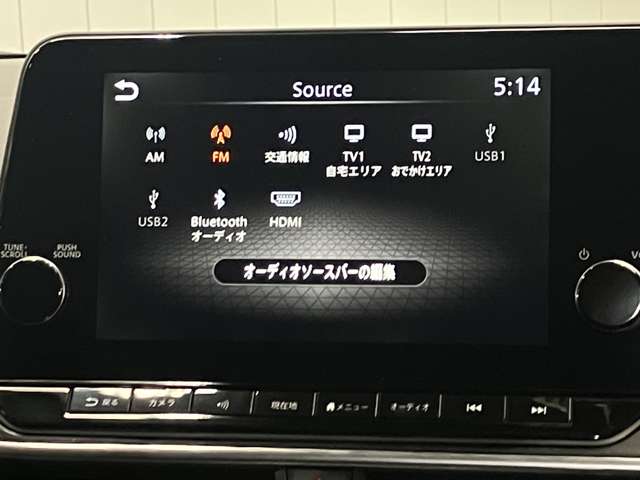 Source
5:14
AM
FM
交通情報
TV1
自宅エリア
TV2
おでかけエリア
USB1
USB2
Bluetooth
オーディオ
HDMI
オーディオソースバーの編集
TUNE・
SCROLL
PUSH
SOUND
戻る
カメラ
現在地
メニュー
オーディオ